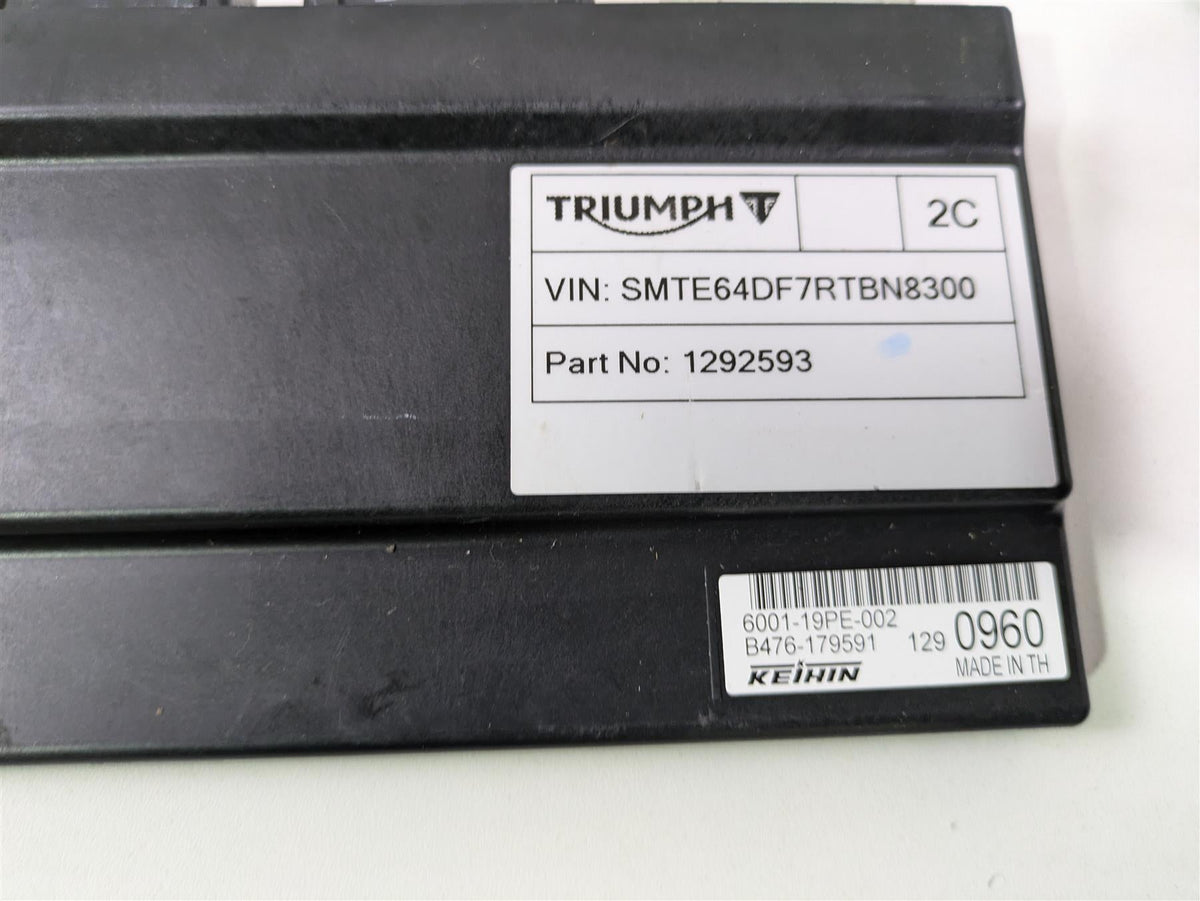 TRIUMPH 2C
VIN: SMTE64DF7RTBN8300
Part No: 1292593
6001-19PE-002
B476-179591 129 0960
KEIHIN MADE IN TH